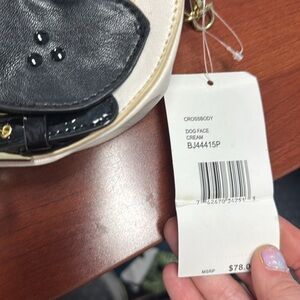 CROSSBODY
DOG FACE
CREAM
BJ44415P
MSRP $78.0